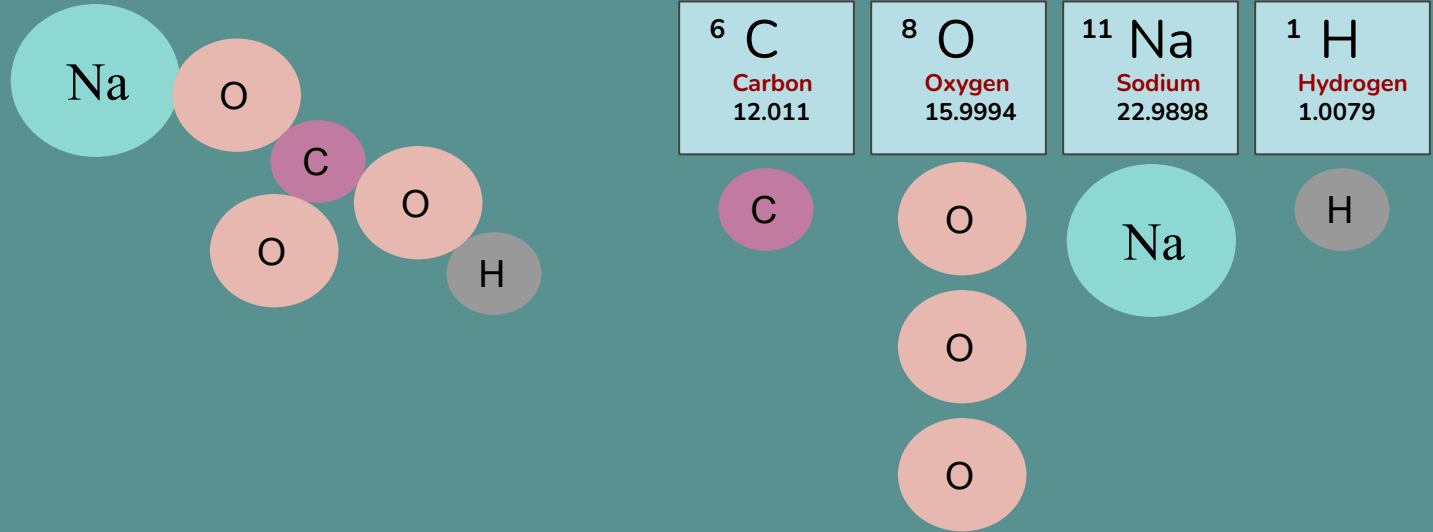 Na
O
C
O
O
H
6 C
Carbon
12.011
8 O
Oxygen
15.9994
11 Na
Sodium
22.9898
1 H
Hydrogen
1.0079
C
O
Na
H
O
O